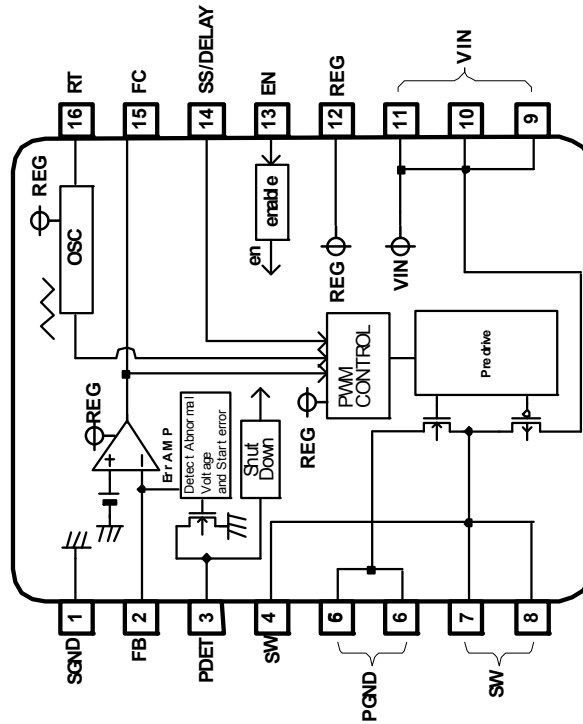 16 RT
15 FC
14 SS/DELAY
13 EN
12 REG
11
10
9
VIN
REG
OSC
enable
en
REG
VIN
REG
ErrAMP
Detect Abnormal
Voltage
and Start error
Shut
Down
REG
PWM
CONTROL
Predrive
+
−
SGND 1
FB 2
PDET 3
SW 4
6
6
PGND
7
8
SW